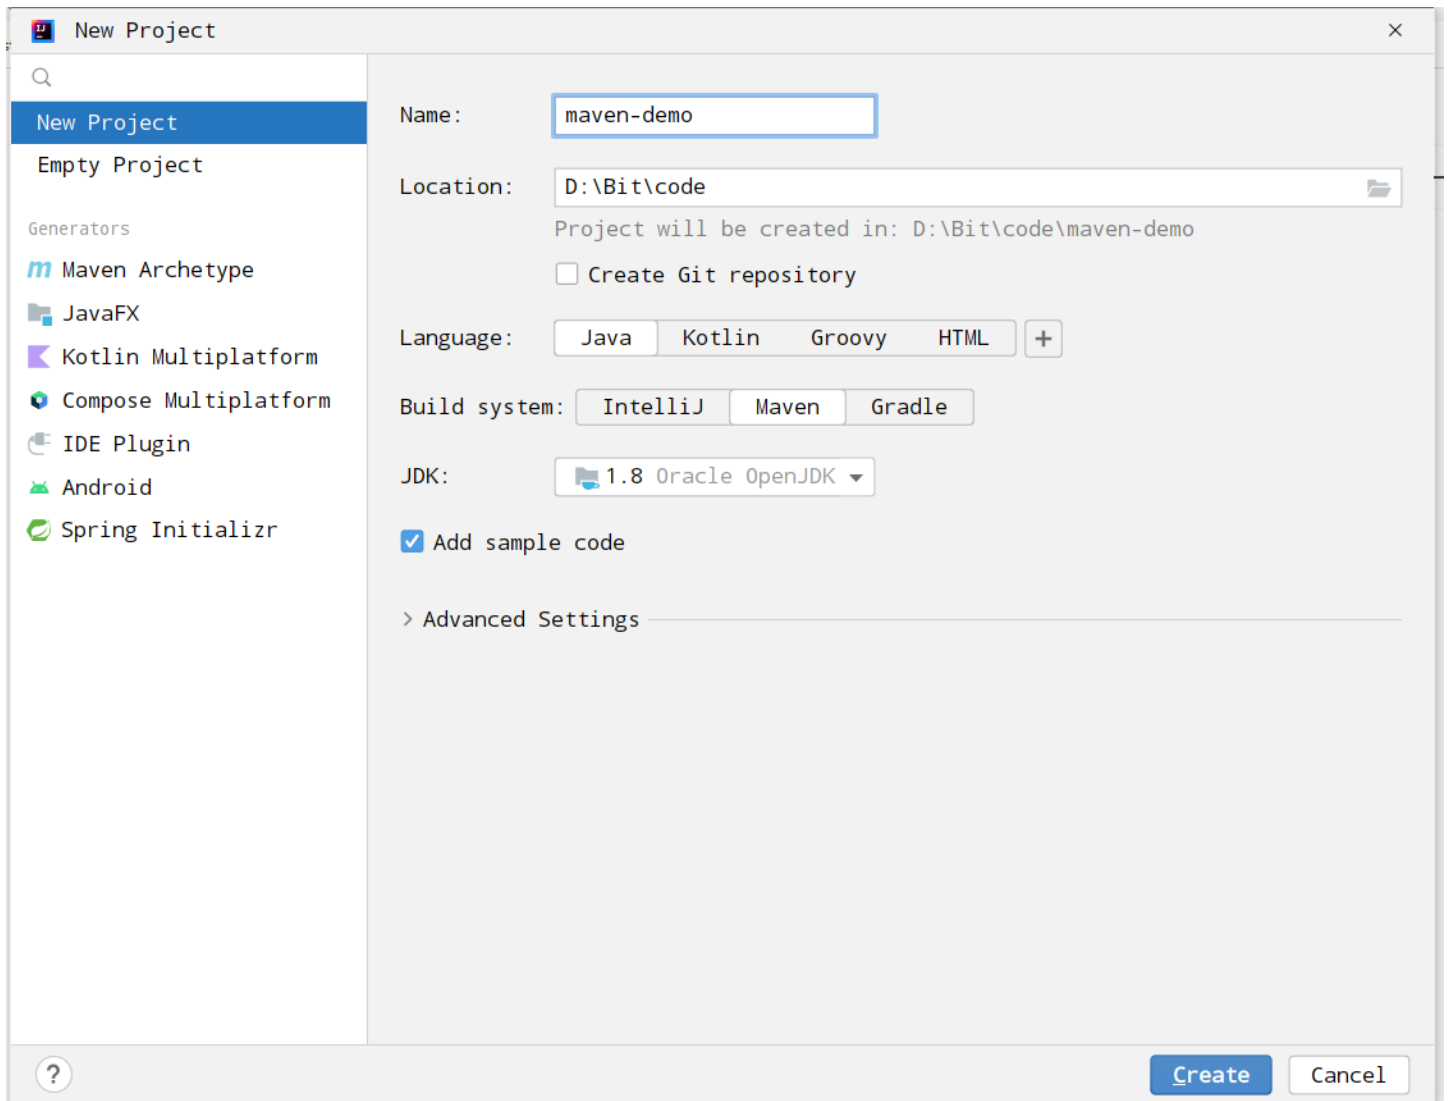 New Project
New Project
Empty Project
Generators
Maven Archetype
JavaFX
Kotlin Multiplatform
Compose Multiplatform
IDE Plugin
Android
Spring Initializr
Name: maven-demo
Location: D:\Bit\code
Project will be created in: D:\Bit\code\maven-demo
Create Git repository
Language: Java Kotlin Groovy HTML +
Build system: IntelliJ Maven Gradle
JDK: 1.8 Oracle OpenJDK
Add sample code
Advanced Settings
? Create Cancel